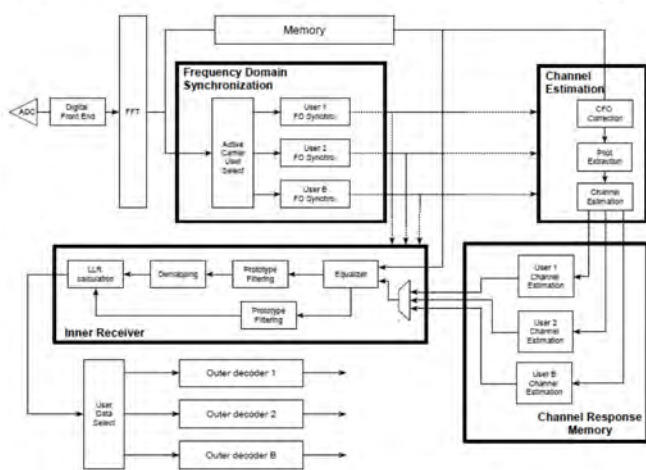 Memory
Frequency Domain
Synchronization
Channel
Estimation
ADC
Digital
Front End
FFT
Active
Carrier
User
Select
User 1
FD Synchro.
User 2
FD Synchro.
User B
FD Synchro.
CFO
Correction
Pilot
Extraction
Channel
Estimation
LLR
calculation
Demapping
Prototype
Filtering
Equalizer
Prototype
Filtering
Inner Receiver
User 1
Channel
Estimation
User 2
Channel
Estimation
User B
Channel
Estimation
Channel Response
Memory
User
Data
Select
Outer decoder 1
Outer decoder 2
Outer decoder B